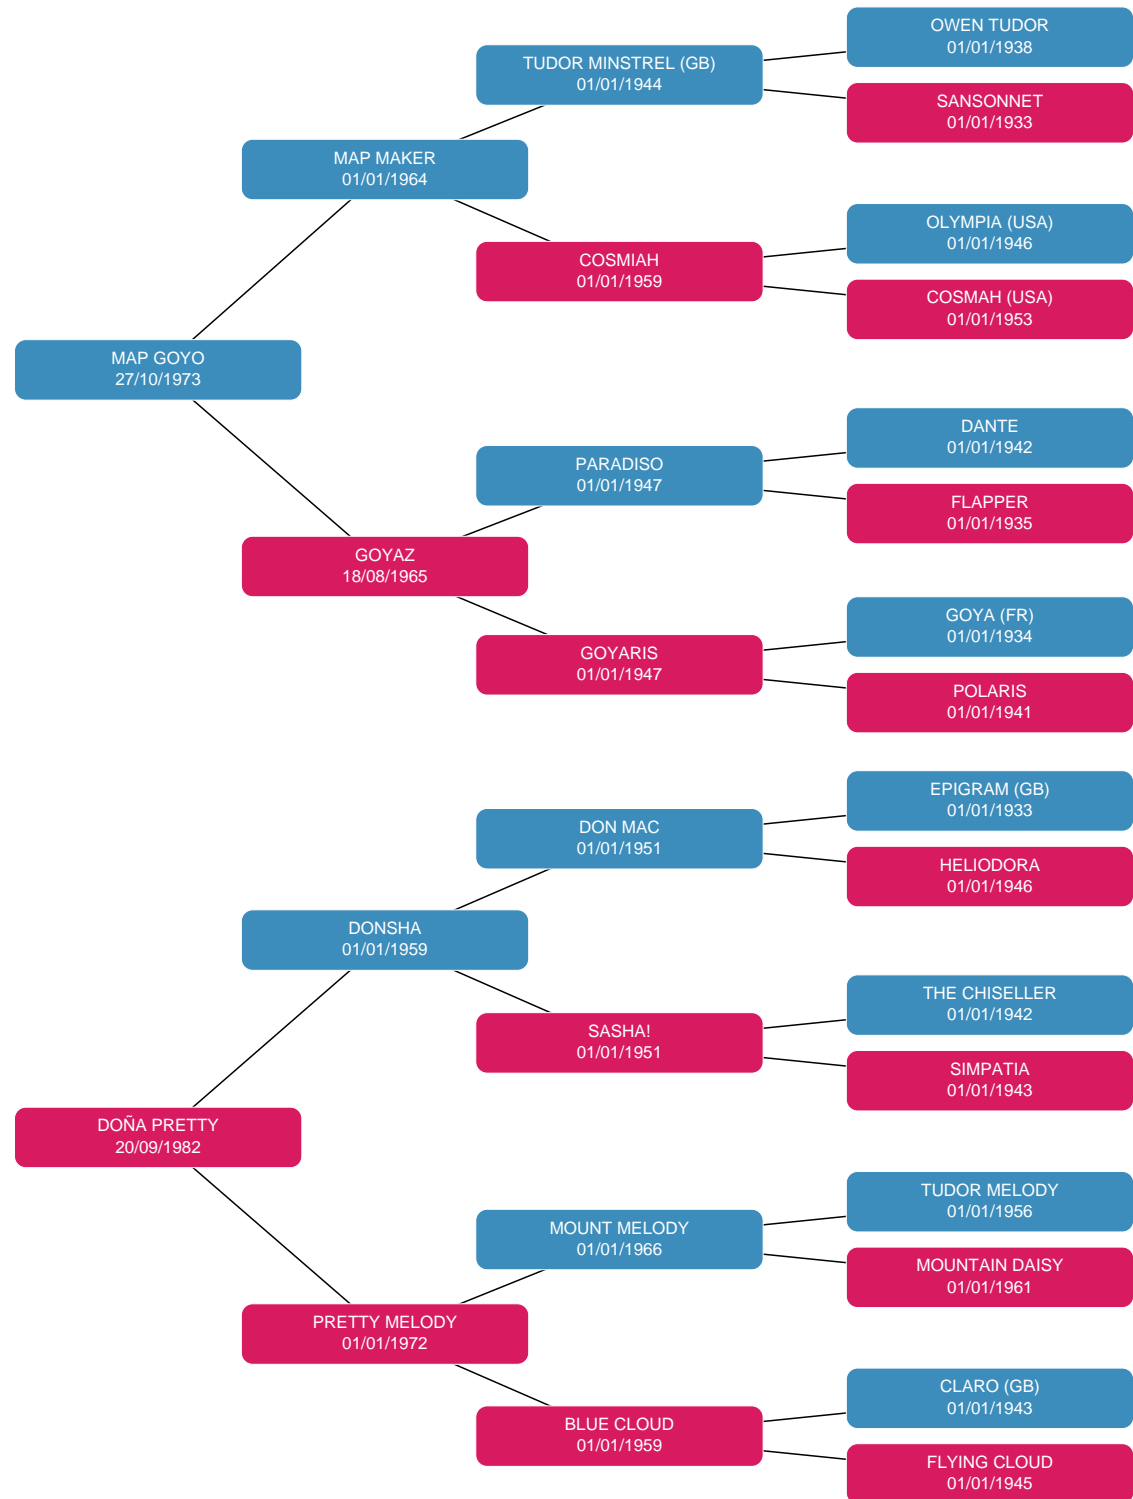 OWEN TUDOR
01/01/1938
TUDOR MINSTREL (GB)
01/01/1944
SANSONNET
01/01/1933
MAP MAKER
01/01/1964
OLYMPIA (USA)
01/01/1946
COSMIAH
01/01/1959
COSMAH (USA)
01/01/1953
MAP GOYO
27/10/1973
DANTE
01/01/1942
PARADISO
01/01/1947
FLAPPER
01/01/1935
GOYAZ
18/08/1965
GOYA (FR)
01/01/1934
GOYARIS
01/01/1947
POLARIS
01/01/1941
EPIGRAM (GB)
01/01/1933
DON MAC
01/01/1951
HELIODORA
01/01/1946
DONSHA
01/01/1959
THE CHISELLER
01/01/1942
SASHA!
01/01/1951
SIMPATIA
01/01/1943
DOÑA PRETTY
20/09/1982
TUDOR MELODY
01/01/1956
MOUNT MELODY
01/01/1966
MOUNTAIN DAISY
01/01/1961
PRETTY MELODY
01/01/1972
CLARO (GB)
01/01/1943
BLUE CLOUD
01/01/1959
FLYING CLOUD
01/01/1945